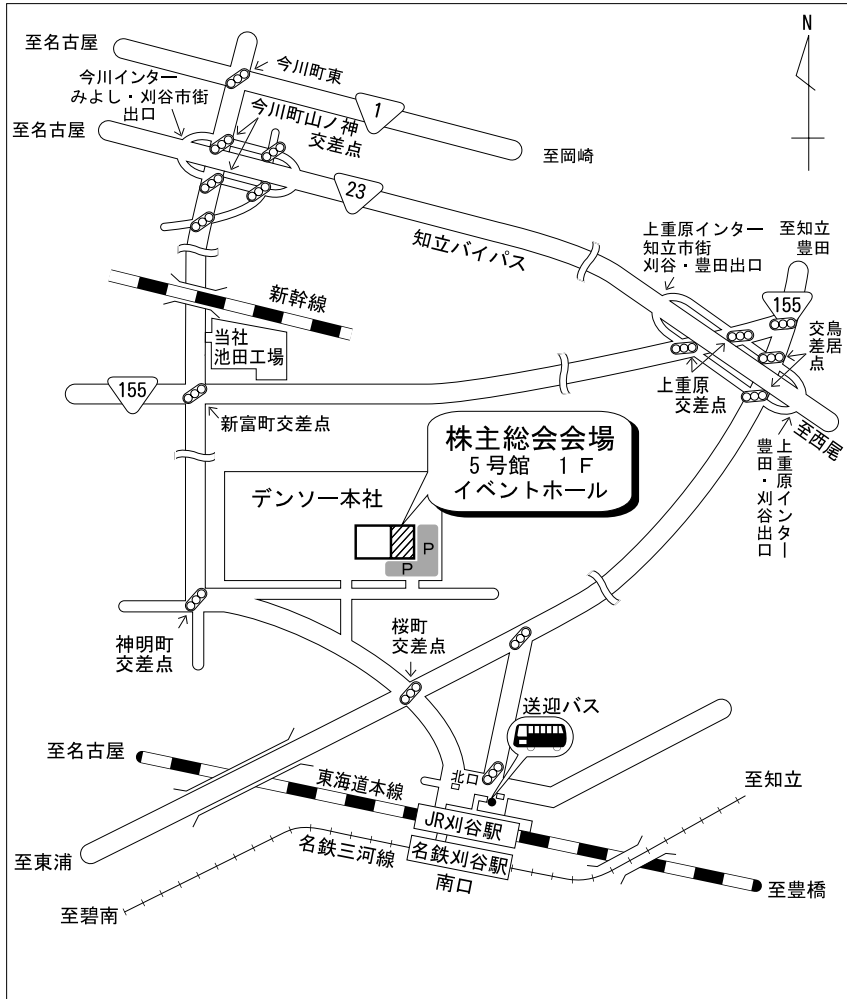 N
至名古屋
今川町東
今川インター
みよし・刈谷市街
出口
今川町山ノ神
交差点
1
至名古屋
至岡崎
23
知立バイパス
上重原インター
知立市街
刈谷・豊田出口
至知立
豊田
155
新幹線
当社
池田工場
鳥居
交差点
上重原
交差点
155
新富町交差点
至西尾
上重原インター
豊田・刈谷出口
株主総会会場
5号館 1F
イベントホール
デンソー本社
P
P
神明町
交差点
桜町
交差点
送迎バス
至名古屋
東海道本線
北口
至知立
JR刈谷駅
名鉄三河線
名鉄刈谷駅
南口
至東浦
至碧南
至豊橋